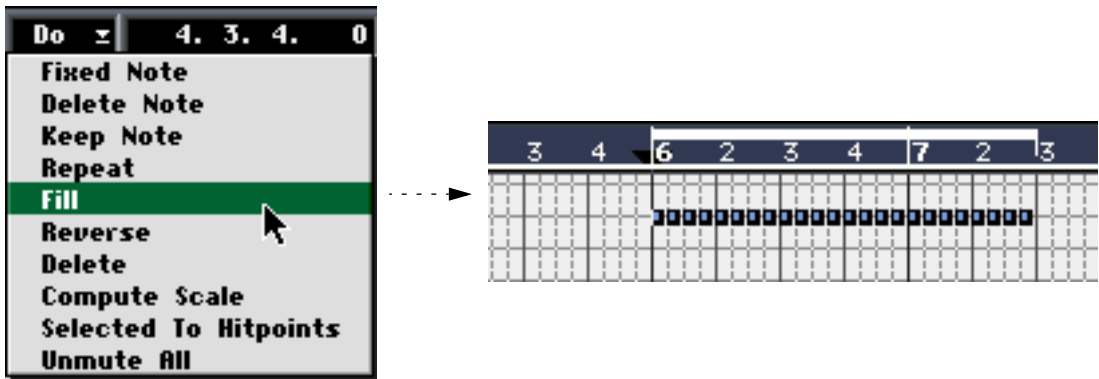 Do 4. 3. 4. 0
Fixed Note
Delete Note
Keep Note
Repeat
Fill
Reverse
Delete
Compute Scale
Selected To Hitpoints
Unmute All
3 4 6 2 3 4 7 2 3